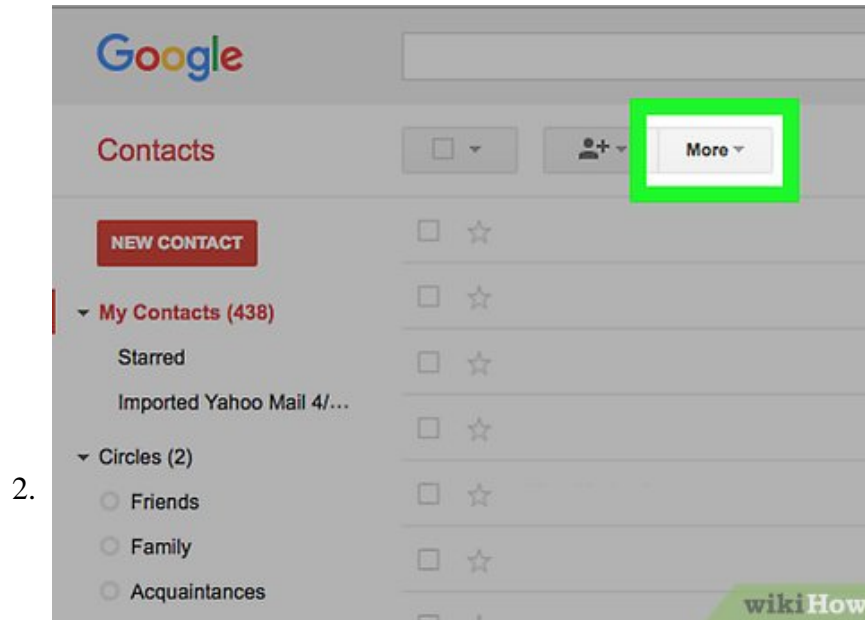 Google
Contacts
More
NEW CONTACT
My Contacts (438)
Starred
Imported Yahoo Mail 4/...
Circles (2)
2.
Friends
Family
Acquaintances
wikiHow